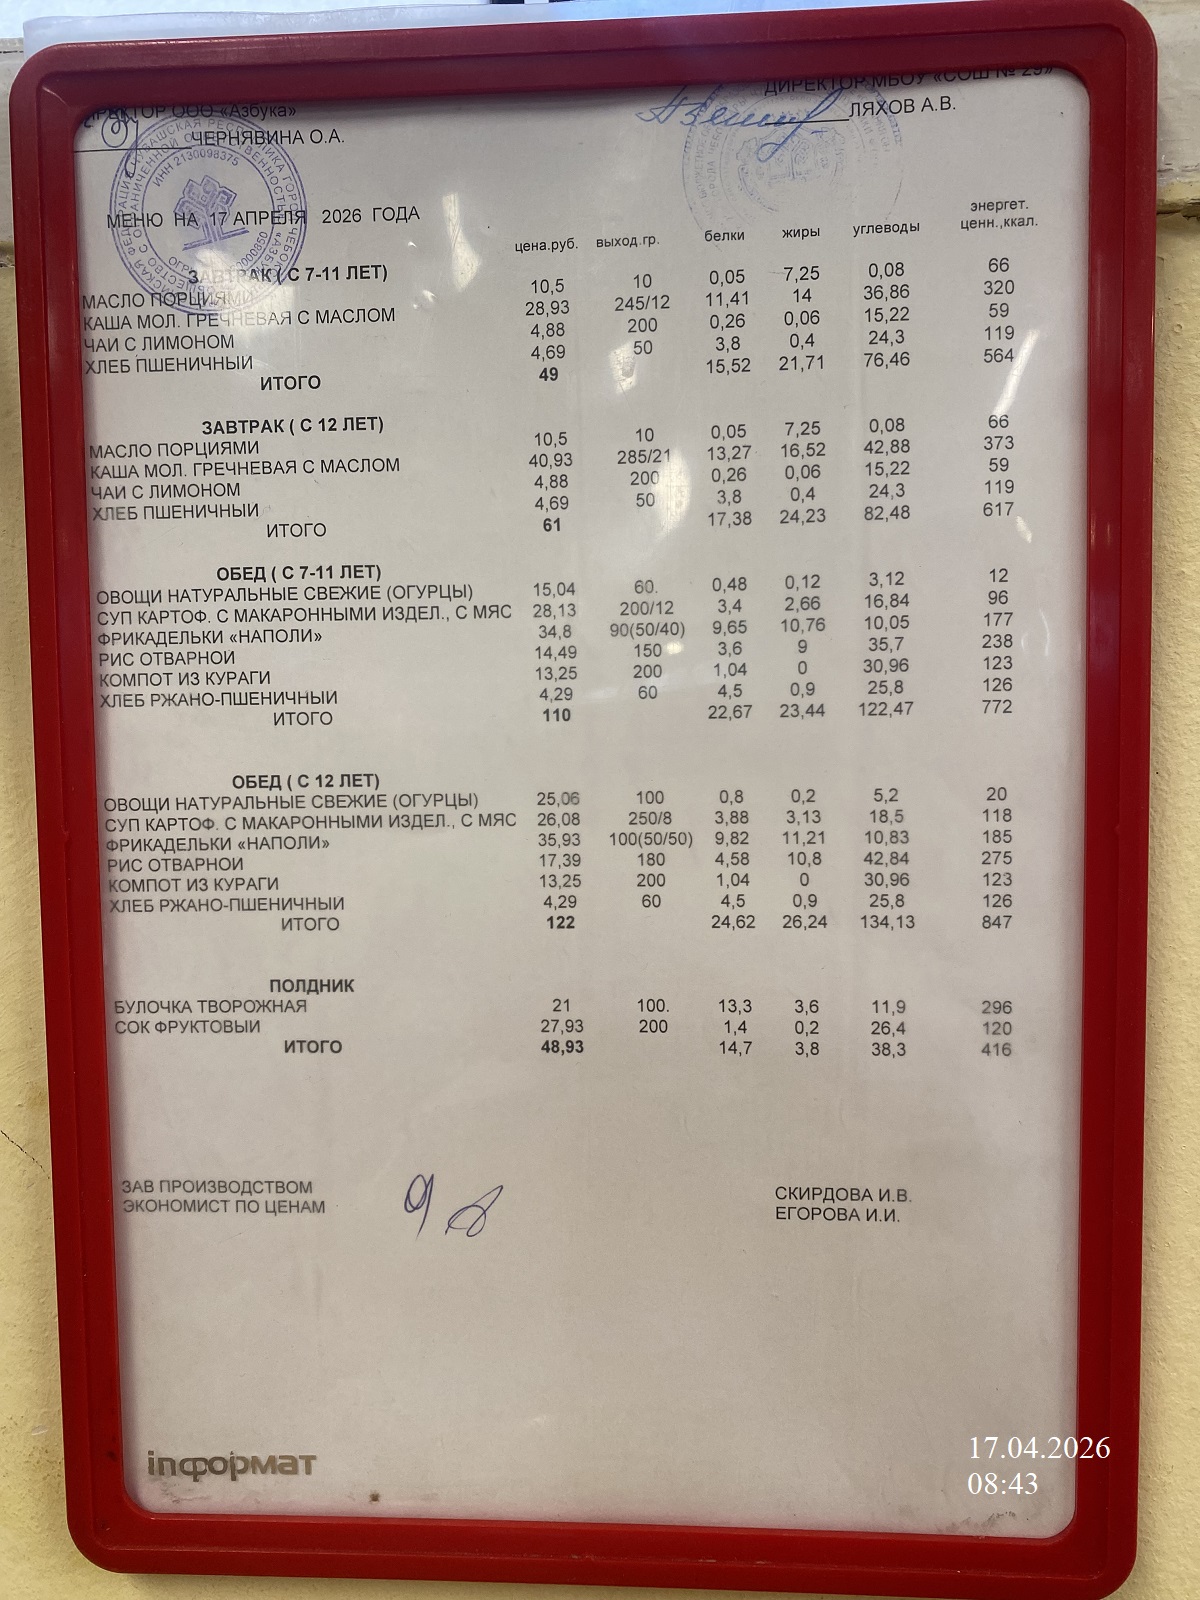 ДИРЕКТОР МБОУ «СОШ № 29»
ЛЯХОВ А.В.
ИРЕКТОР ООО «Азбука»
ЧЕРНЯВИНА О.А.
МЕНЮ НА 17 АПРЕЛЯ 2026 ГОДА
цена.руб. выход.гр. белки жиры углеводы энергет. ценн.,ккал.
ЗАВТРАК ( С 7-11 ЛЕТ)
МАСЛО ПОРЦИЯМИ 10,5 10 0,05 7,25 0,08 66
КАША МОЛ. ГРЕЧНЕВАЯ С МАСЛОМ 28,93 245/12 11,41 14 36,86 320
ЧАЙ С ЛИМОНОМ 4,88 200 0,26 0,06 15,22 59
ХЛЕБ ПШЕНИЧНЫЙ 4,69 50 3,8 0,4 24,3 119
ИТОГО 49 15,52 21,71 76,46 564
ЗАВТРАК ( С 12 ЛЕТ)
МАСЛО ПОРЦИЯМИ 10,5 10 0,05 7,25 0,08 66
КАША МОЛ. ГРЕЧНЕВАЯ С МАСЛОМ 40,93 285/21 13,27 16,52 42,88 373
ЧАЙ С ЛИМОНОМ 4,88 200 0,26 0,06 15,22 59
ХЛЕБ ПШЕНИЧНЫЙ 4,69 50 3,8 0,4 24,3 119
ИТОГО 61 17,38 24,23 82,48 617
ОБЕД ( С 7-11 ЛЕТ)
ОВОЩИ НАТУРАЛЬНЫЕ СВЕЖИЕ (ОГУРЦЫ) 15,04 60. 0,48 0,12 3,12 12
СУП КАРТОФ. С МАКАРОННЫМИ ИЗДЕЛ., С МЯС 28,13 200/12 3,4 2,66 16,84 96
ФРИКАДЕЛЬКИ «НАПОЛИ» 34,8 90(50/40) 9,65 10,76 10,05 177
РИС ОТВАРНОЙ 14,49 150 3,6 9 35,7 238
КОМПОТ ИЗ КУРАГИ 13,25 200 1,04 0 30,96 123
ХЛЕБ РЖАНО-ПШЕНИЧНЫЙ 4,29 60 4,5 0,9 25,8 126
ИТОГО 110 22,67 23,44 122,47 772
ОБЕД ( С 12 ЛЕТ)
ОВОЩИ НАТУРАЛЬНЫЕ СВЕЖИЕ (ОГУРЦЫ) 25,06 100 0,8 0,2 5,2 20
СУП КАРТОФ. С МАКАРОННЫМИ ИЗДЕЛ., С МЯС 26,08 250/8 3,88 3,13 18,5 118
ФРИКАДЕЛЬКИ «НАПОЛИ» 35,93 100(50/50) 9,82 11,21 10,83 185
РИС ОТВАРНОЙ 17,39 180 4,58 10,8 42,84 275
КОМПОТ ИЗ КУРАГИ 13,25 200 1,04 0 30,96 123
ХЛЕБ РЖАНО-ПШЕНИЧНЫЙ 4,29 60 4,5 0,9 25,8 126
ИТОГО 122 24,62 26,24 134,13 847
ПОЛДНИК
БУЛОЧКА ТВОРОЖНАЯ 21 100. 13,3 3,6 11,9 296
СОК ФРУКТОВЫЙ 27,93 200 1,4 0,2 26,4 120
ИТОГО 48,93 14,7 3,8 38,3 416
ЗАВ ПРОИЗВОДСТВОМ СКИРДОВА И.В.
ЭКОНОМИСТ ПО ЦЕНАМ ЕГОРОВА И.И.
inформат
17.04.2026
08:43